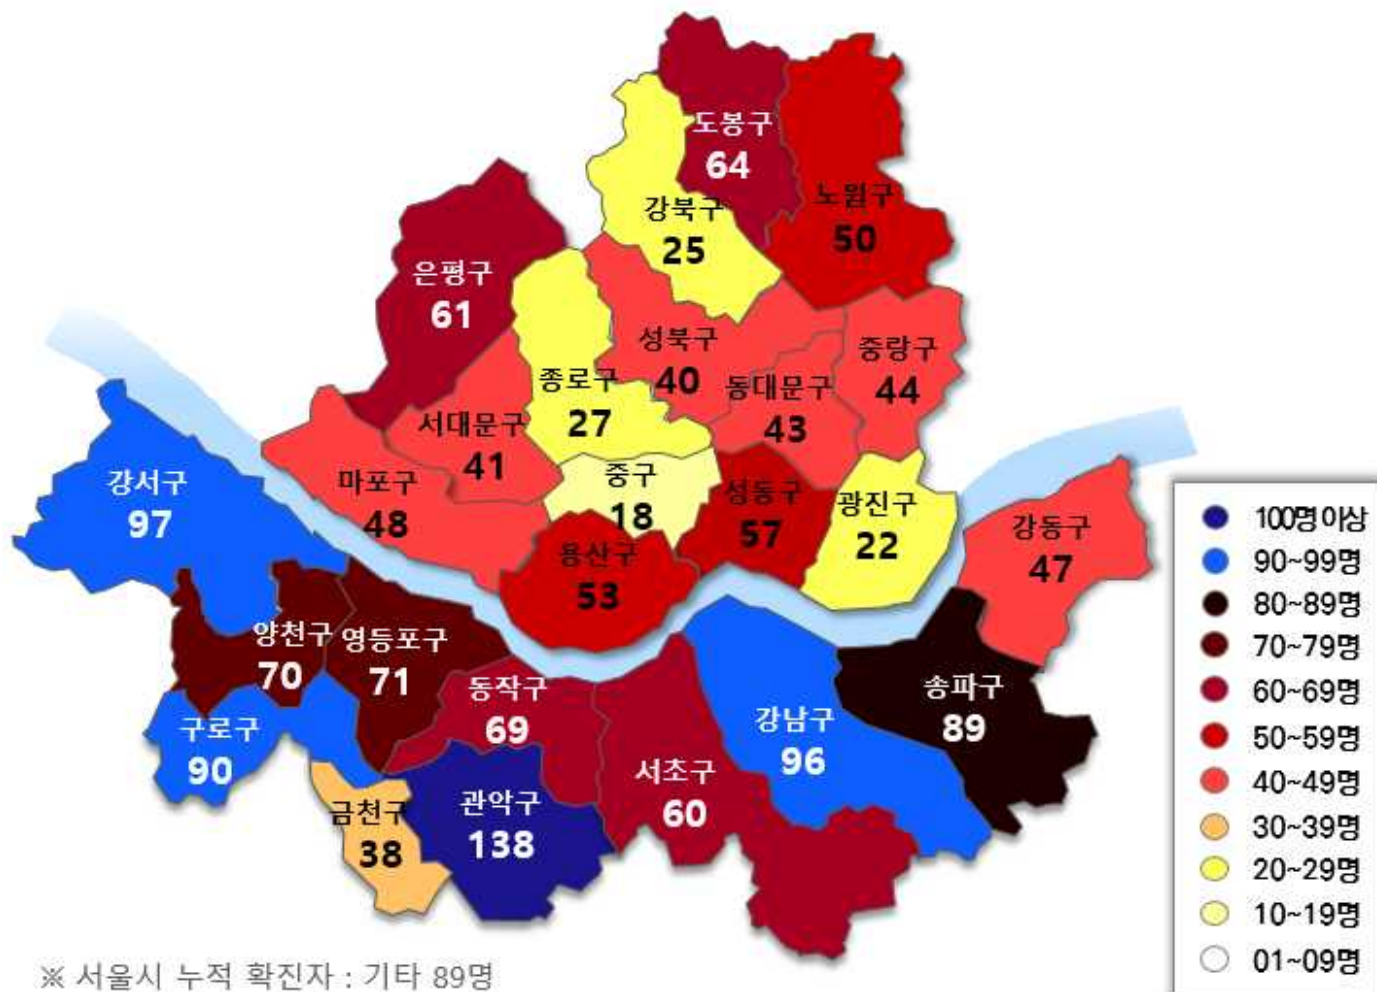 도봉구
64
노원구
50
강북구
25
은평구
61
성북구
40
중랑구
44
종로구
27
동대문구
43
서대문구
41
마포구
48
중구
18
성동구
57
광진구
22
강서구
97
용산구
53
강동구
47
양천구
70
영등포구
71
동작구
69
송파구
89
강남구
96
구로구
90
서초구
60
금천구
38
관악구
138
100명이상
90~99명
80~89명
70~79명
60~69명
50~59명
40~49명
30~39명
20~29명
10~19명
01~09명
※ 서울시 누적 확진자 : 기타 89명